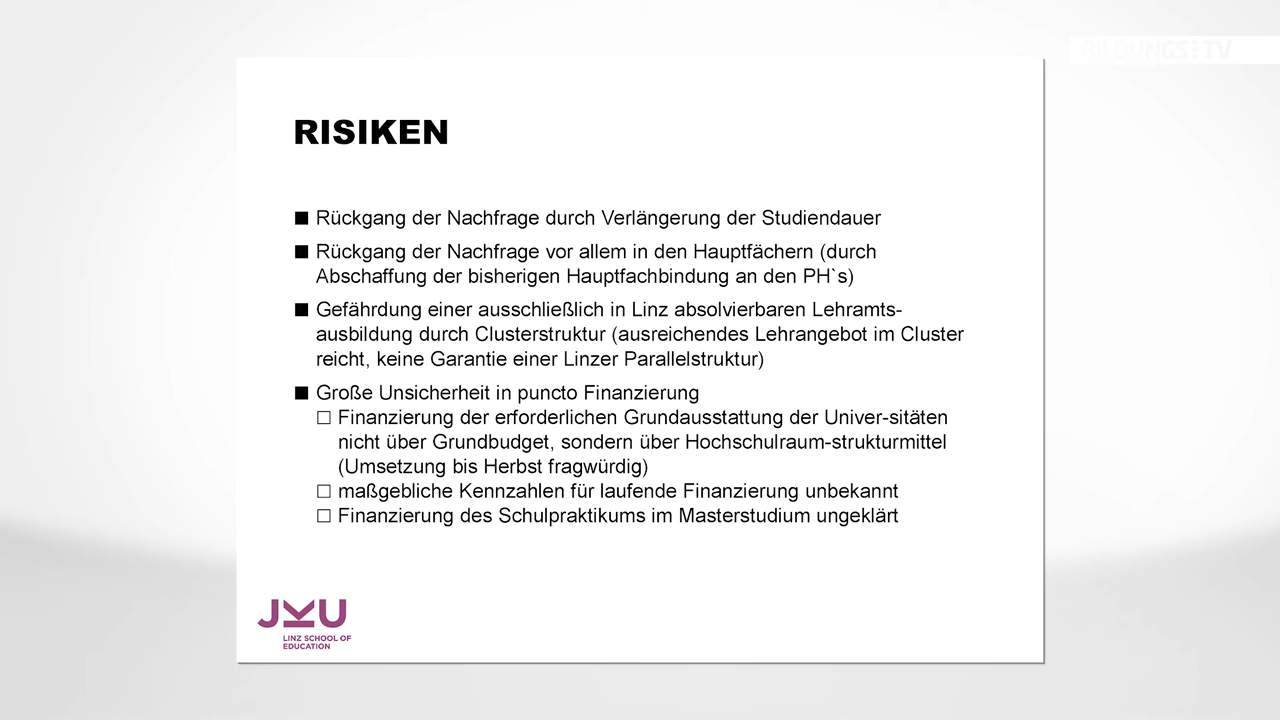 BILDUNGS TV
RISIKEN
■ Rückgang der Nachfrage durch Verlängerung der Studiendauer
■ Rückgang der Nachfrage vor allem in den Hauptfächern (durch
Abschaffung der bisherigen Hauptfachbindung an den PH`s)
■ Gefährdung einer ausschließlich in Linz absolvierbaren Lehramts-
ausbildung durch Clusterstruktur (ausreichendes Lehrangebot im Cluster
reicht, keine Garantie einer Linzer Parallelstruktur)
■ Große Unsicherheit in puncto Finanzierung
□ Finanzierung der erforderlichen Grundausstattung der Univer-sitäten
nicht über Grundbudget, sondern über Hochschulraum-strukturmittel
(Umsetzung bis Herbst fragwürdig)
□ maßgebliche Kennzahlen für laufende Finanzierung unbekannt
□ Finanzierung des Schulpraktikums im Masterstudium ungeklärt
JKU
LINZ SCHOOL OF
EDUCATION